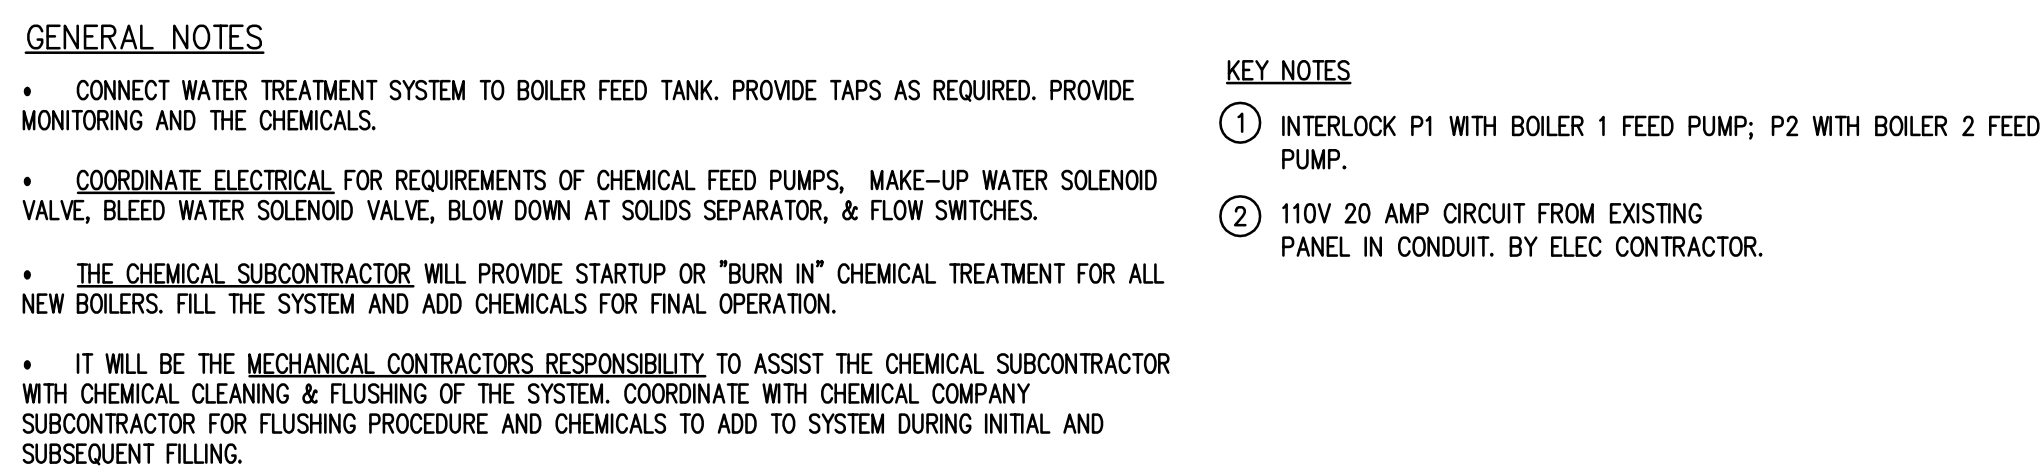 GENERAL NOTES
• CONNECT WATER TREATMENT SYSTEM TO BOILER FEED TANK. PROVIDE TAPS AS REQUIRED. PROVIDE
MONITORING AND THE CHEMICALS.
• COORDINATE ELECTRICAL FOR REQUIREMENTS OF CHEMICAL FEED PUMPS, MAKE-UP WATER SOLENOID
VALVE, BLEED WATER SOLENOID VALVE, BLOW DOWN AT SOLIDS SEPARATOR, & FLOW SWITCHES.
• THE CHEMICAL SUBCONTRACTOR WILL PROVIDE STARTUP OR "BURN IN" CHEMICAL TREATMENT FOR ALL
NEW BOILERS. FILL THE SYSTEM AND ADD CHEMICALS FOR FINAL OPERATION.
• IT WILL BE THE MECHANICAL CONTRACTORS RESPONSIBILITY TO ASSIST THE CHEMICAL SUBCONTRACTOR
WITH CHEMICAL CLEANING & FLUSHING OF THE SYSTEM. COORDINATE WITH CHEMICAL COMPANY
SUBCONTRACTOR FOR FLUSHING PROCEDURE AND CHEMICALS TO ADD TO SYSTEM DURING INITIAL AND
SUBSEQUENT FILLING.
KEY NOTES
1 INTERLOCK P1 WITH BOILER 1 FEED PUMP; P2 WITH BOILER 2 FEED
PUMP.
2 110V 20 AMP CIRCUIT FROM EXISTING
PANEL IN CONDUIT. BY ELEC CONTRACTOR.